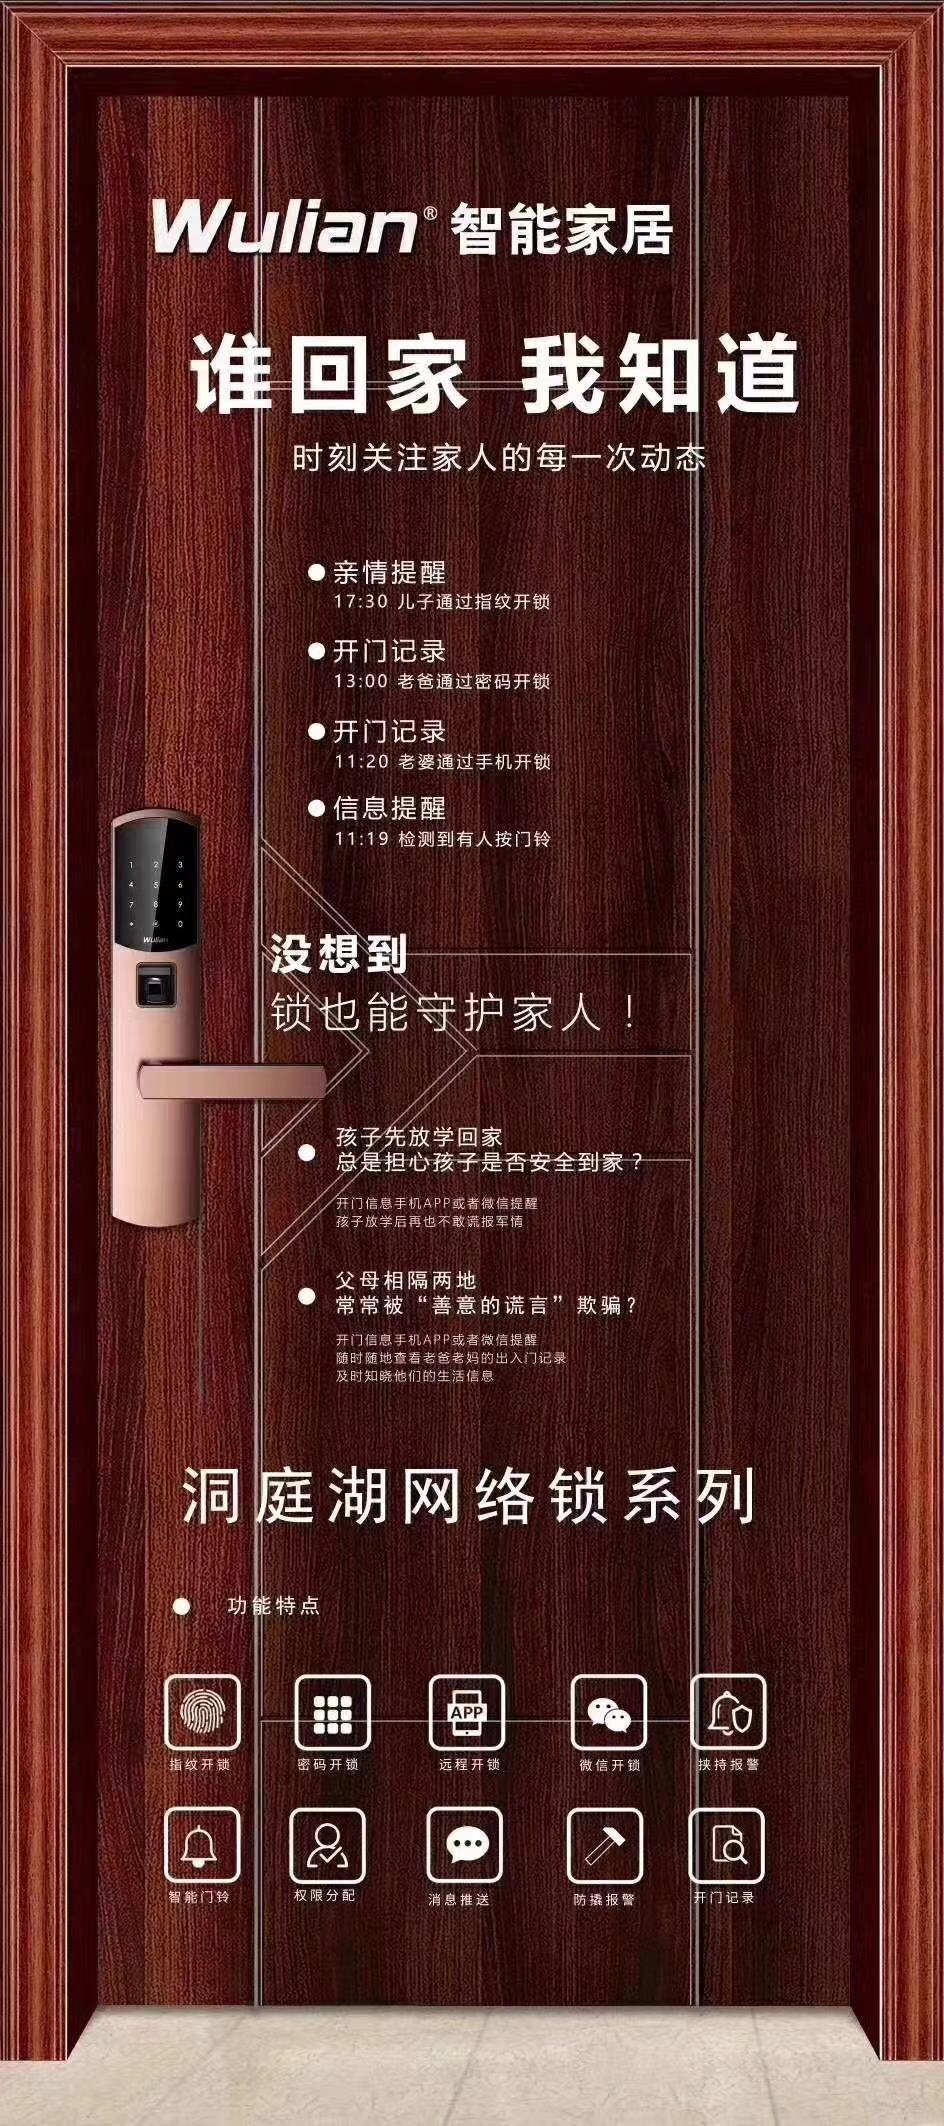 Wulian® 智能家居
谁回家 我知道
时刻关注家人的每一次动态
亲情提醒
17:30 儿子通过指纹开锁
开门记录
13:00 老爸通过密码开锁
开门记录
11:20 老婆通过手机开锁
信息提醒
11:19 检测到有人按门铃
1 2 3
4 5 6
7 8 9
* 0
Wulian
没想到
锁也能守护家人！
孩子先放学回家
总是担心孩子是否安全到家？
开门信息手机APP或者微信提醒
孩子放学后再也不敢谎报军情
父母相隔两地
常常被“善意的谎言”欺骗？
开门信息手机APP或者微信提醒
随时随地查看老爸老妈的出入门记录
及时知晓他们的生活信息
洞庭湖网络锁系列
功能特点
APP
指纹开锁 密码开锁 远程开锁 微信开锁 挟持报警
智能门铃 权限分配 消息推送 防撬报警 开门记录